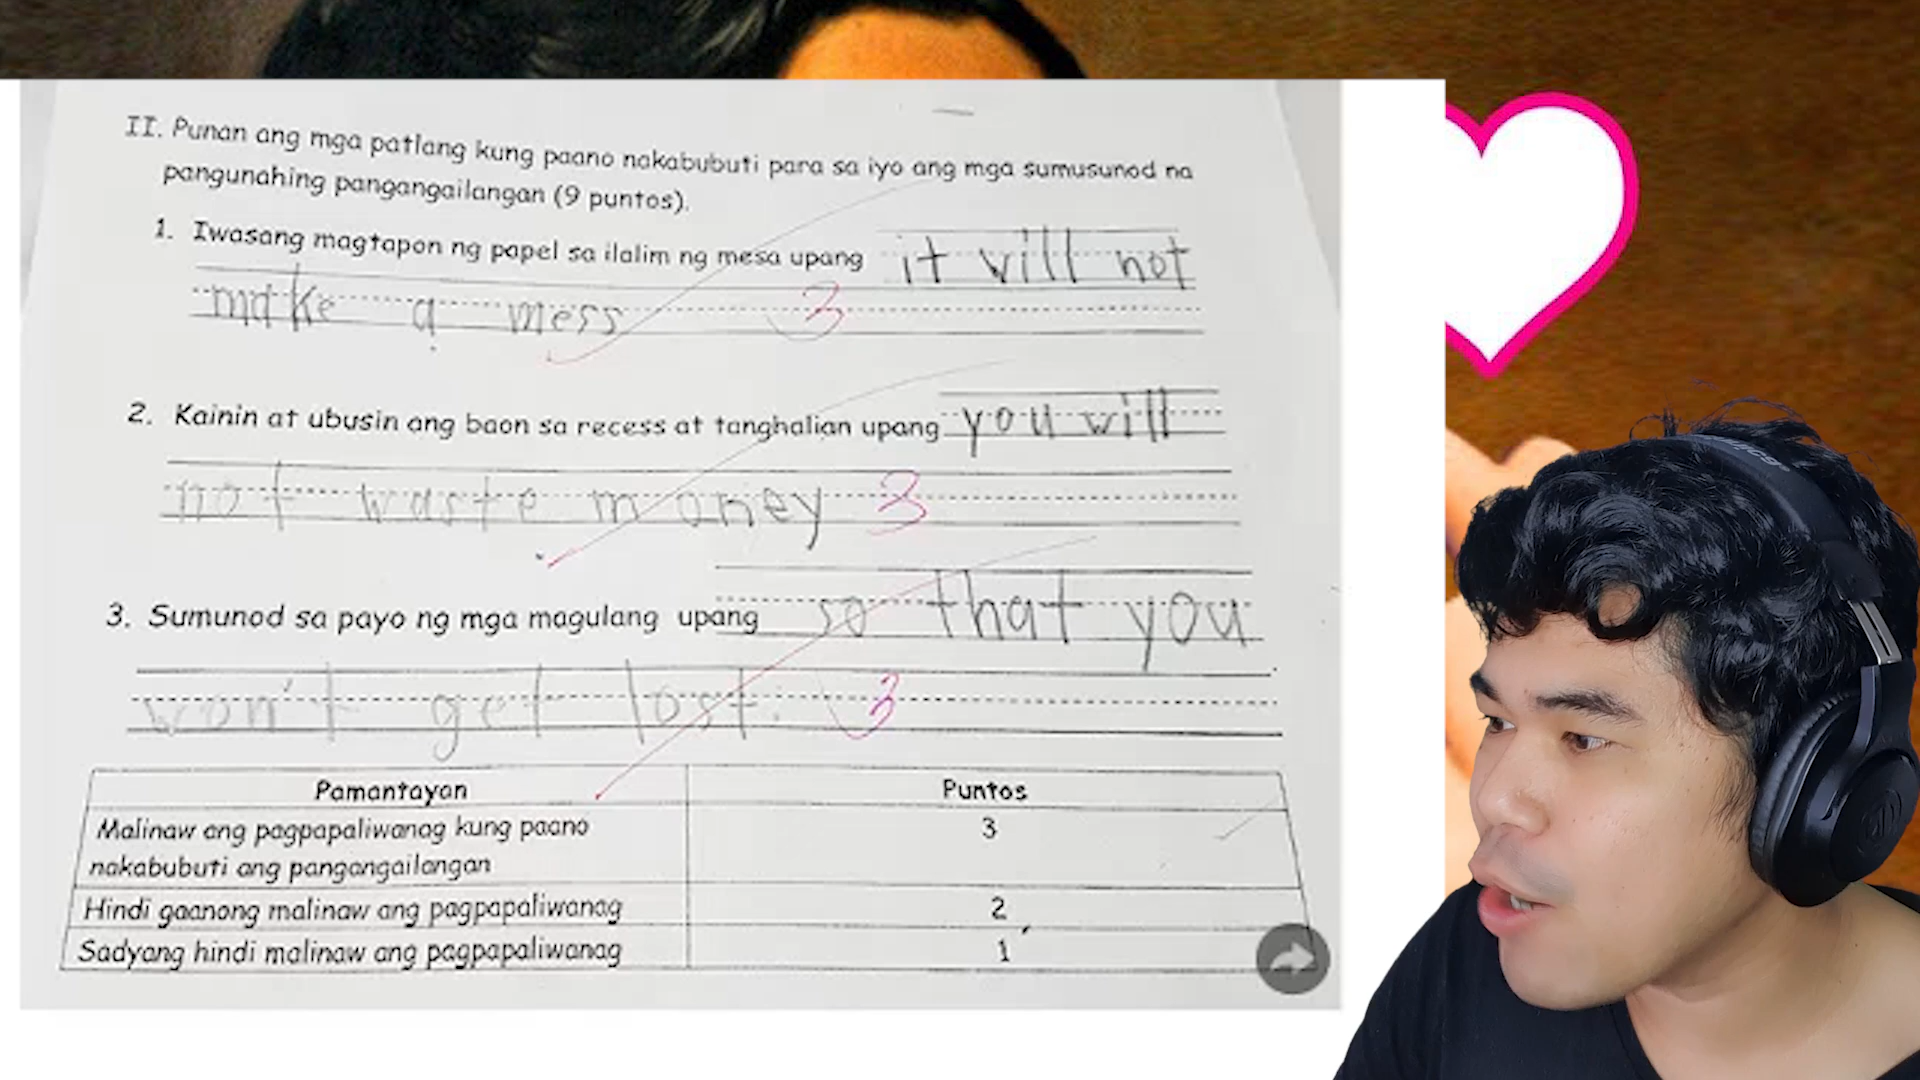 II. Punan ang mga patlang kung paano nakabubuti para sa iyo ang mga sumusunod na
pangunahing pangangailangan (9 puntos).
1. Iwasang magtapon ng papel sa ilalim ng mesa upang it will not
make a mess 3
2. Kainin at ubusin ang baon sa recess at tanghalian upang you will
not waste money 3
3. Sumunod sa payo ng mga magulang upang so that you
won't get lost. 3
Pamantayan Puntos
Malinaw ang pagpapaliwanag kung paano 3
nakabubuti ang pangangailangan
Hindi gaanong malinaw ang pagpapaliwanag 2
Sadyang hindi malinaw ang pagpapaliwanag 1